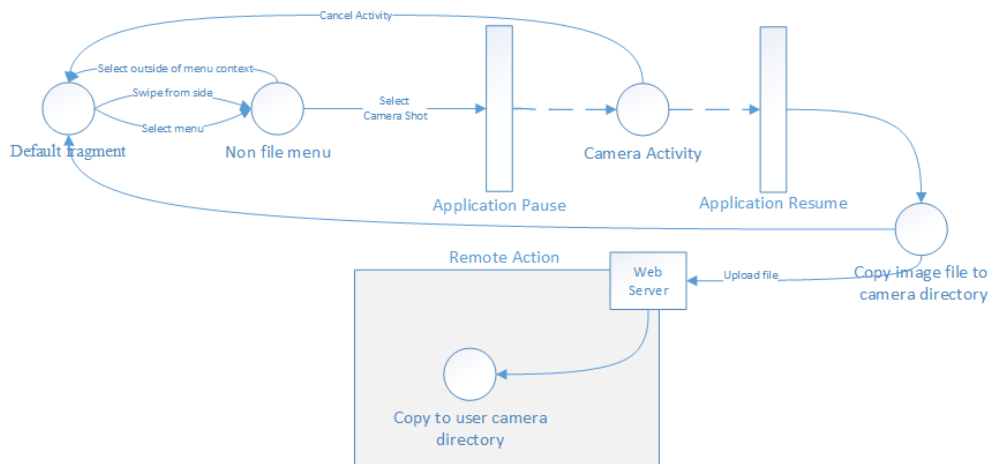 Cancel Activity
Select outside of menu context
Swipe from side
Select menu
Select
Camera Shot
Default fragment
Non file menu
Camera Activity
Application Pause
Application Resume
Remote Action
Web
Server
Upload file
Copy image file to
camera directory
Copy to user camera
directory